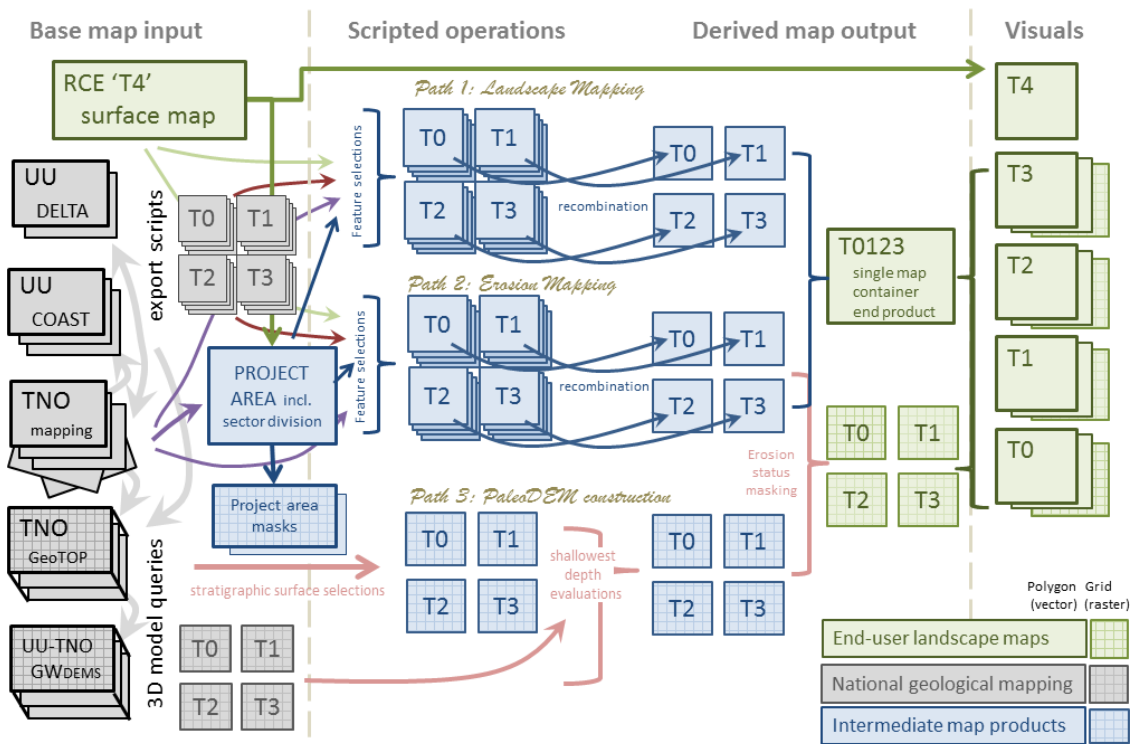 Base map input
Scripted operations
Derived map output
Visuals
RCE ‘T4’
surface map
UU
DELTA
UU
COAST
TNO
mapping
TNO
GeoTOP
UU-TNO
GWDEMS
export scripts
3D model queries
T0
T1
T2
T3
PROJECT
AREA incl.
sector division
Project area
masks
stratigraphic surface selections
T0
T1
T2
T3
Path 1: Landscape Mapping
Feature selections
T0
T1
T2
T3
recombination
T0
T1
T2
T3
Path 2: Erosion Mapping
Feature selections
T0
T1
T2
T3
recombination
T0
T1
T2
T3
Path 3: PaleoDEM construction
T0
T1
T2
T3
shallowest
depth
evaluations
T0
T1
T2
T3
Erosion
status
masking
T0123
single map
container
end product
T0
T1
T2
T3
T4
T3
T2
T1
T0
Polygon Grid
(vector) (raster)
End-user landscape maps
National geological mapping
Intermediate map products